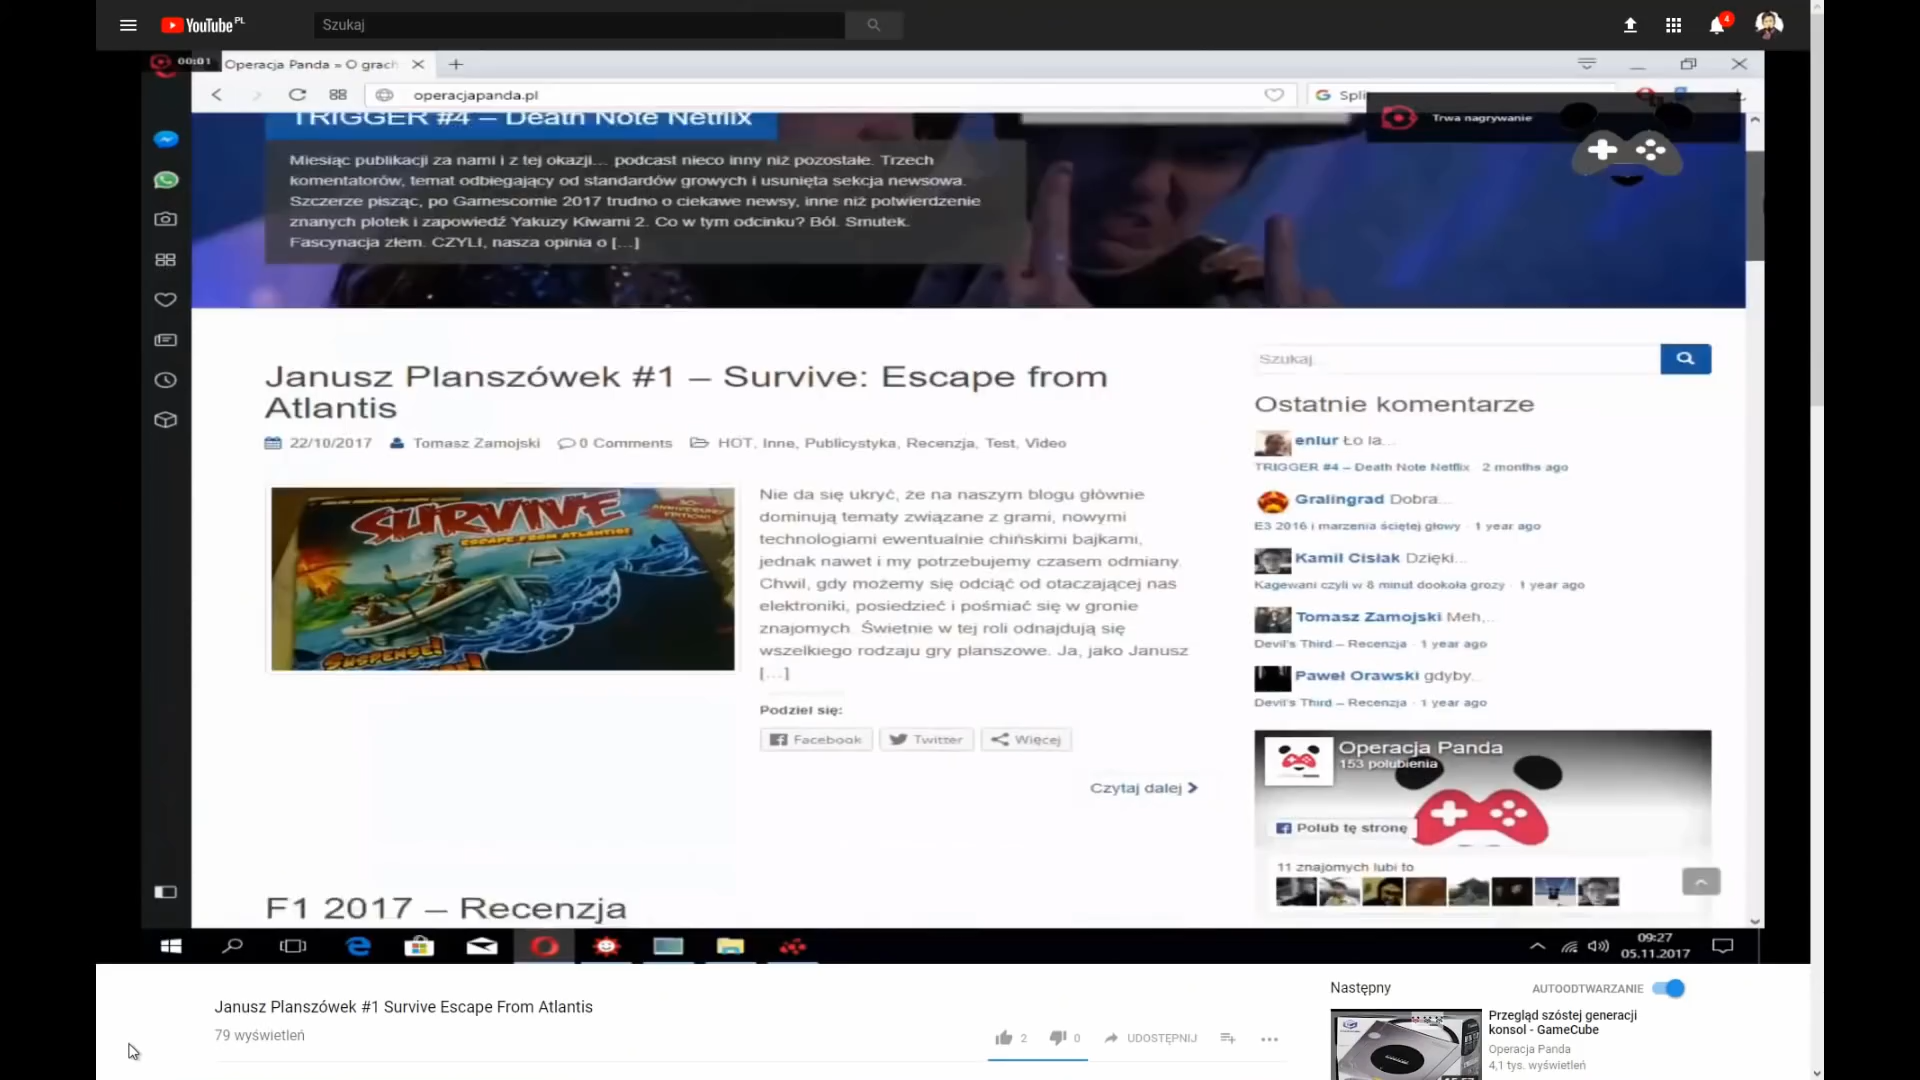 YouTube PL
Szukaj
4
00:01
Operacja Panda » O grach
operacjapanda.pl
Trwa nagrywanie
TRIGGER #4 – Death Note Netflix
Miesiąc publikacji za nami i z tej okazji... podcast nieco inny niż pozostałe. Trzech
komentatorów, temat odbiegający od standardów growych i usunięta sekcja newsowa.
Szczerze pisząc, po Gamescomie 2017 trudno o ciekawe newsy, inne niż potwierdzenie
znanych plotek i zapowiedź Yakuzy Kiwami 2. Co w tym odcinku? Ból. Smutek.
Fascynacja złem. CZYLI, nasza opinia o [...]
Janusz Planszówek #1 – Survive: Escape from
Atlantis
22/10/2017 Tomasz Zamojski 0 Comments HOT, Inne, Publicystyka, Recenzja, Test, Video
SURVIVE
ESCAPE FROM ATLANTIS!
SUSPENSE!
Nie da się ukryć, że na naszym blogu głównie
dominują tematy związane z grami, nowymi
technologiami ewentualnie chińskimi bajkami,
jednak nawet i my potrzebujemy czasem odmiany.
Chwil, gdy możemy się odciąć od otaczającej nas
elektroniki, posiedzieć i pośmiać się w gronie
znajomych. Świetnie w tej roli odnajdują się
wszelkiego rodzaju gry planszowe. Ja, jako Janusz
[...]
Podziel się:
Facebook Twitter Więcej
Czytaj dalej
F1 2017 – Recenzja
Szukaj...
Ostatnie komentarze
enlur Ło la...
TRIGGER #4 – Death Note Netflix · 2 months ago
Gralingrad Dobra...
E3 2016 i marzenia ściętej głowy · 1 year ago
Kamil Cisłak Dzięki...
Kagewani czyli w 8 minut dookoła grozy · 1 year ago
Tomasz Zamojski Meh,...
Devil's Third – Recenzja · 1 year ago
Paweł Orawski gdyby...
Devil's Third – Recenzja · 1 year ago
Operacja Panda
153 polubienia
Polub tę stronę
11 znajomych lubi to
09:27
05.11.2017
Janusz Planszówek #1 Survive Escape From Atlantis
79 wyświetleń
2 0 UDOSTĘPNIJ
Następny
AUTOODTWARZANIE
Przegląd szóstej generacji
konsol - GameCube
Operacja Panda
4,1 tys. wyświetleń